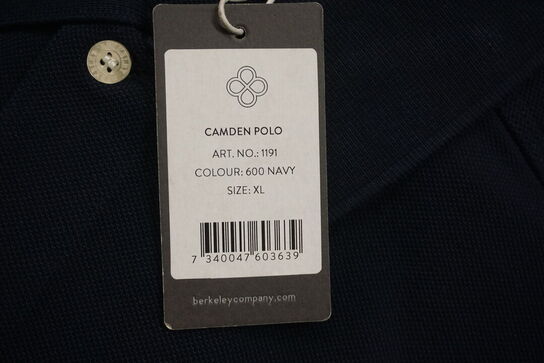 CAMDEN POLO
ART. NO.: 1191
COLOUR: 600 NAVY
SIZE: XL
7 340047 603639
berkeleycompany.com